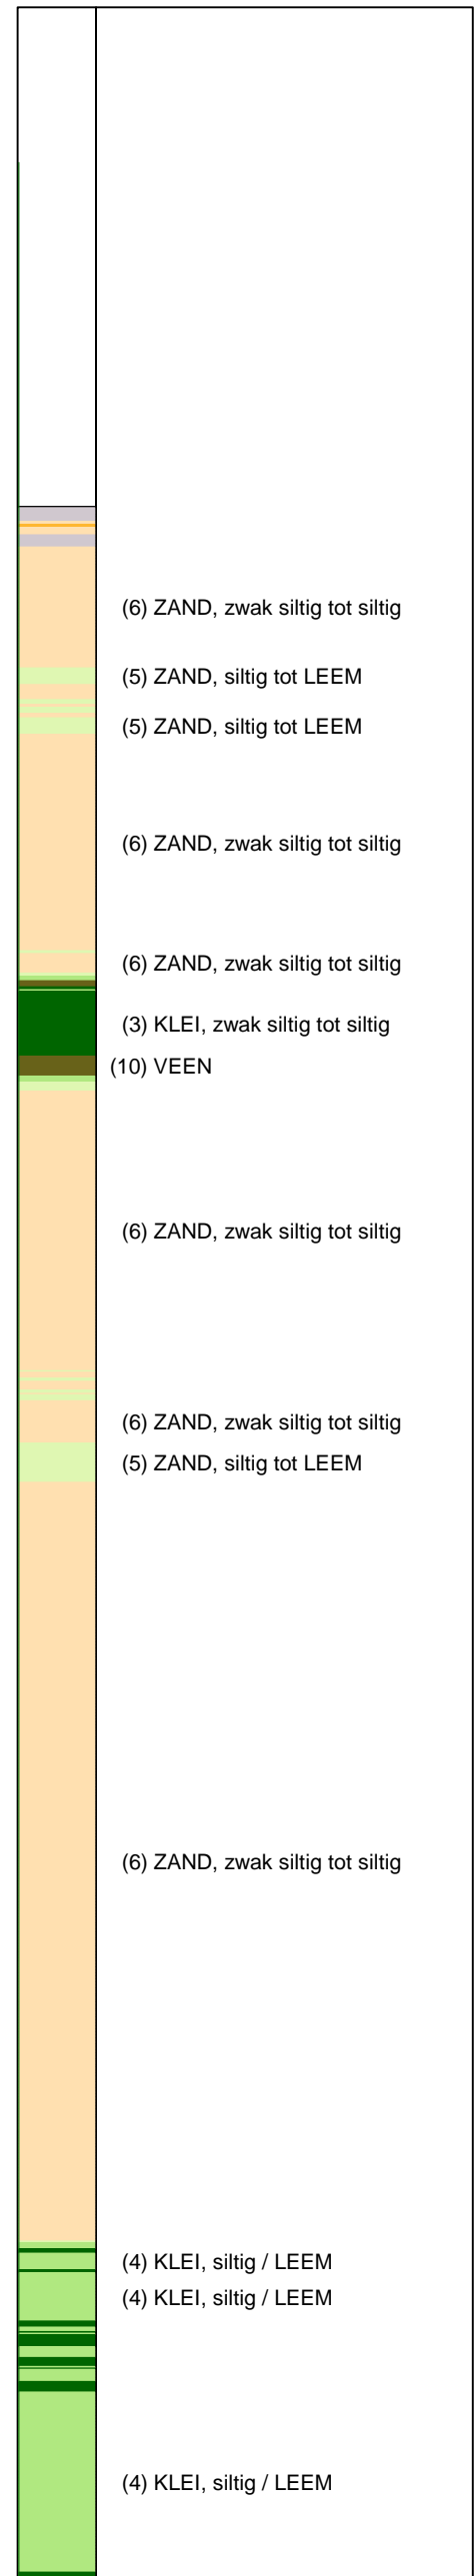 (6) ZAND, zwak siltig tot siltig
(5) ZAND, siltig tot LEEM
(5) ZAND, siltig tot LEEM
(6) ZAND, zwak siltig tot siltig
(6) ZAND, zwak siltig tot siltig
(3) KLEI, zwak siltig tot siltig
(10) VEEN
(6) ZAND, zwak siltig tot siltig
(6) ZAND, zwak siltig tot siltig
(5) ZAND, siltig tot LEEM
(6) ZAND, zwak siltig tot siltig
(4) KLEI, siltig / LEEM
(4) KLEI, siltig / LEEM
(4) KLEI, siltig / LEEM